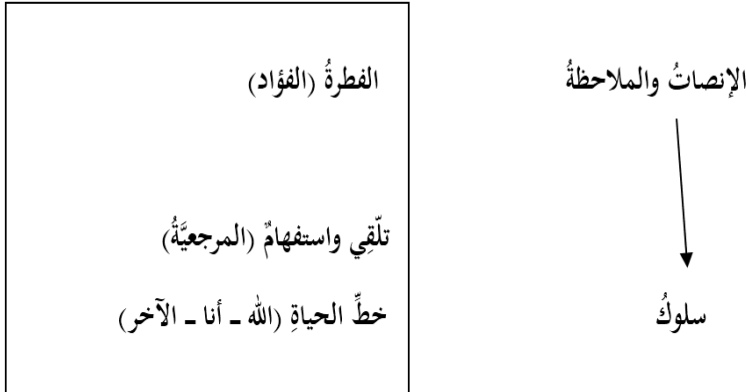 الإنصاتُ والملاحظةُ
سلوكُ
الفطرةُ (الفؤاد)
تلّقِي واستفهامٌ (المرجعيَّةُ)
خطِّ الحياةِ (الله ـ أنا ـ الآخر)